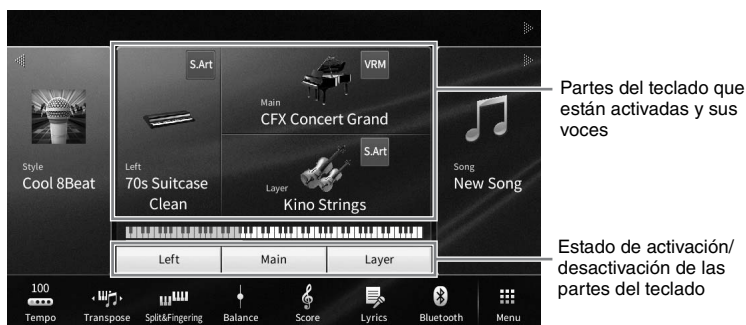 S.Art
VRM
Main
CFX Concert Grand
Left
70s Suitcase
Clean
S.Art
Layer
Kino Strings
Style
Cool 8Beat
Song
New Song
Left
Main
Layer
100
Tempo
Transpose
Split&Fingering
Balance
Score
Lyrics
Bluetooth
Menu
Partes del teclado que
están activadas y sus
voces
Estado de activación/
desactivación de las
partes del teclado